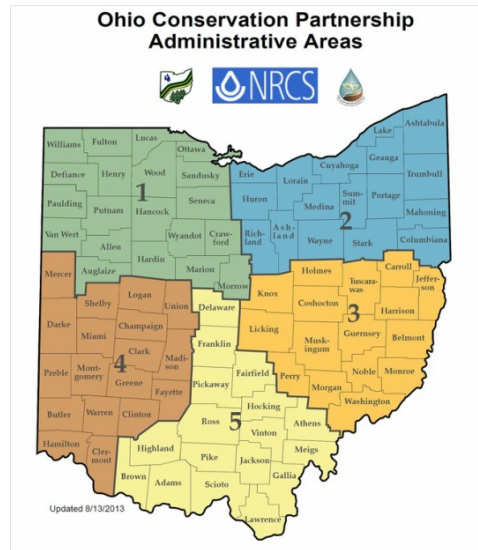 Ohio Conservation Partnership
Administrative Areas
NRCS
Williams
Fulton
Lucas
Ottawa
Defiance
Henry
Wood
Sandusky
1
Paulding
Putnam
Hancock
Seneca
Van Wert
Allen
Wyandot
Craw-
ford
Hardin
Auglaize
Marion
Morrow
Ashtabula
Lake
Geauga
Cuyahoga
Erie
Lorain
Trumbull
Huron
Medina
Sum-
mit
Portage
Mahoning
2
Rich-
land
Ash-
land
Wayne
Stark
Columbiana
Holmes
Carroll
Tuscara-
was
Jeffer-
son
Knox
Coshocton
Harrison
3
Licking
Guernsey
Belmont
Mus-
kingum
Noble
Monroe
Perry
Morgan
Washington
Mercer
Shelby
Logan
Union
Darke
Miami
Champaign
Clark
Madi-
son
4
Preble
Mont-
gomery
Greene
Fayette
Butler
Warren
Clinton
Hamilton
Cler-
mont
Delaware
Franklin
Fairfield
Pickaway
Hocking
Ross
5
Athens
Vinton
Highland
Pike
Meigs
Jackson
Gallia
Brown
Adams
Scioto
Lawrence
Updated 8/13/2013